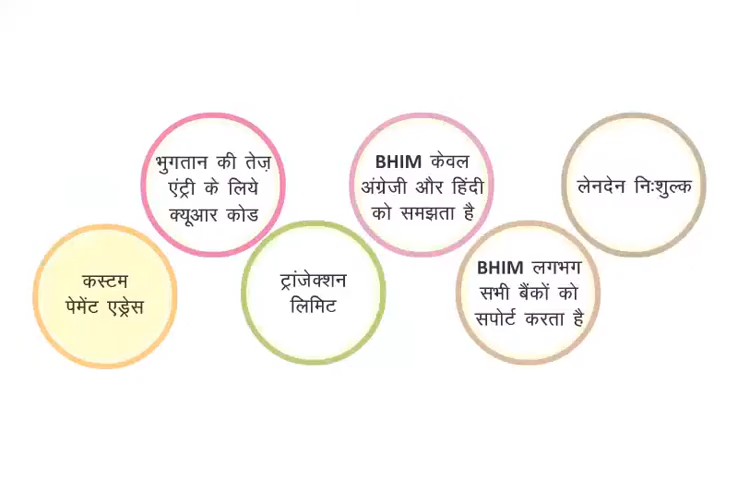 कस्टम
पेमेंट एड्रेस
भुगतान की तेज़
एंट्री के लिये
क्यूआर कोड
ट्रांजेक्शन
लिमिट
BHIM केवल
अंग्रेजी और हिंदी
को समझता है
BHIM लगभग
सभी बैंकों को
सपोर्ट करता है
लेनदेन निःशुल्क